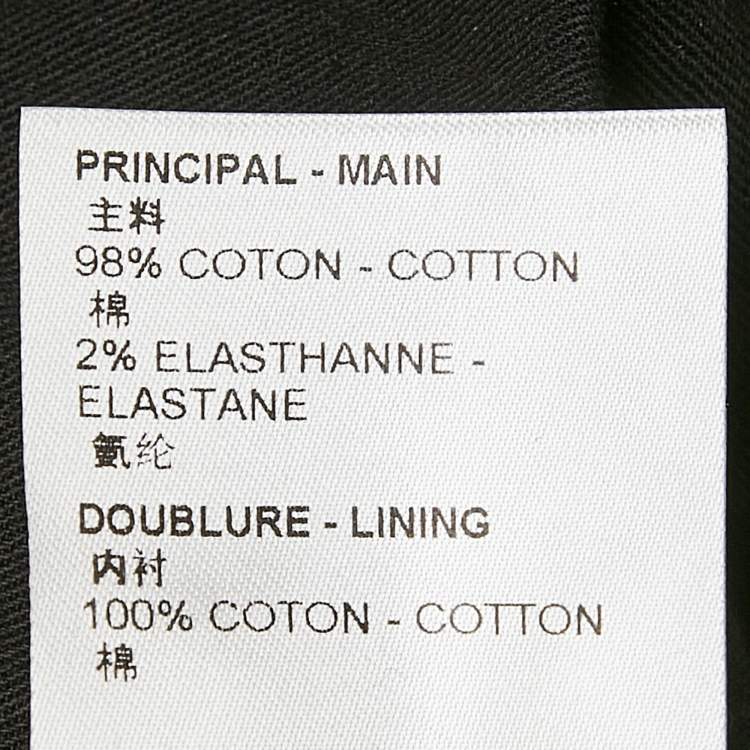 PRINCIPAL - MAIN
主料
98% COTON - COTTON
棉
2% ELASTHANNE -
ELASTANE
氨纶
DOUBLURE - LINING
内衬
100% COTON - COTTON
棉